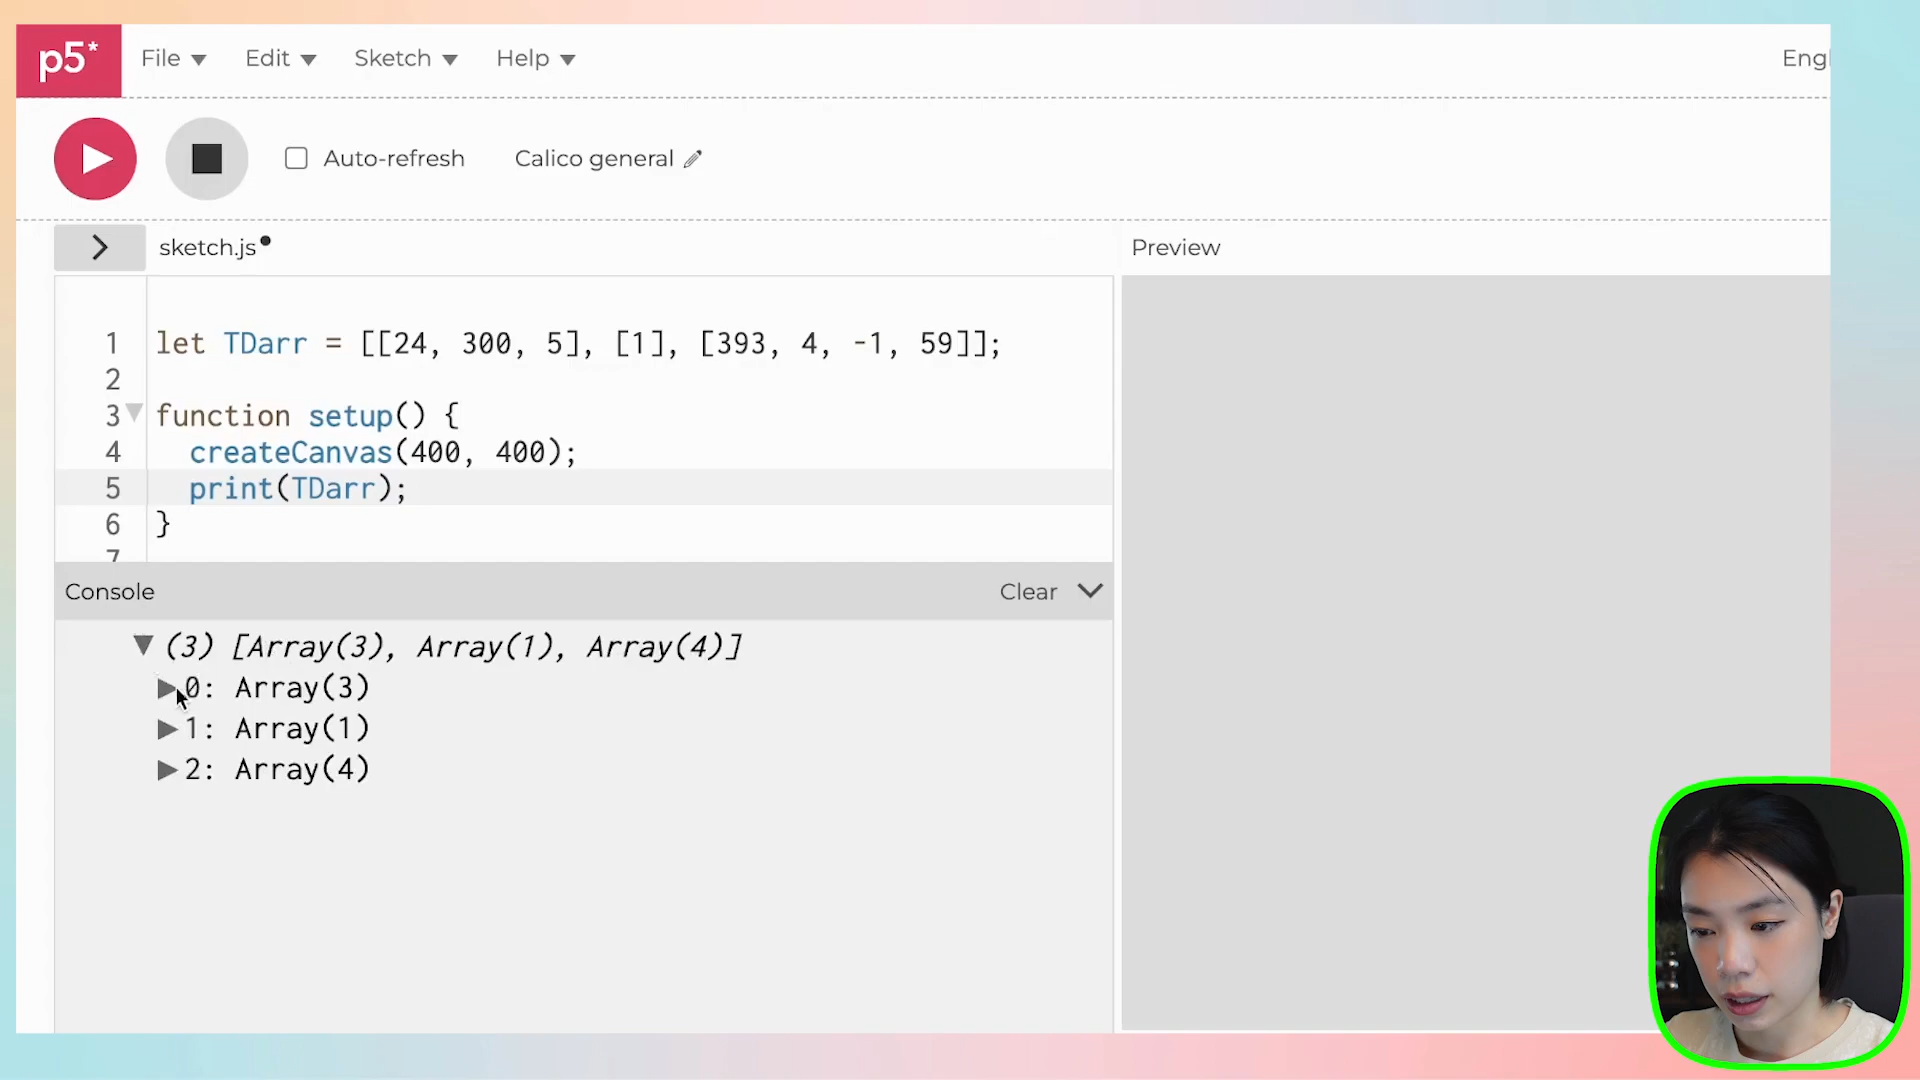 p5* File Edit Sketch Help Engl
Auto-refresh Calico general
sketch.js Preview
1 let TDarr = [[24, 300, 5], [1], [393, 4, -1, 59]];
2
3 function setup() {
4 createCanvas(400, 400);
5 print(TDarr);
6 }
7
Console Clear
(3) [Array(3), Array(1), Array(4)]
0: Array(3)
1: Array(1)
2: Array(4)